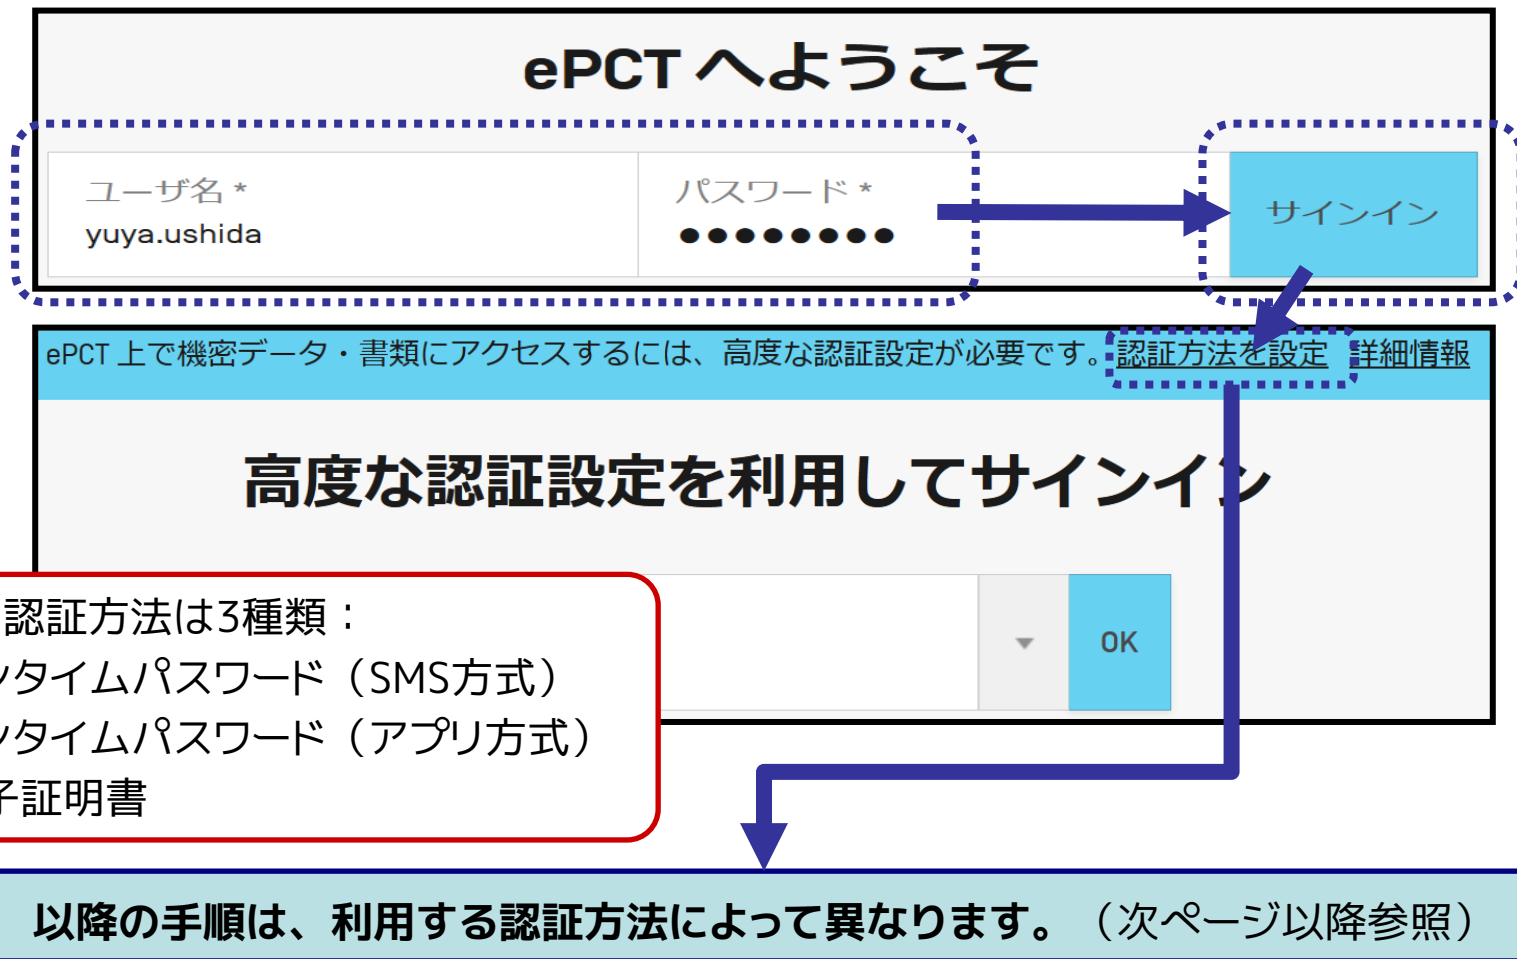 ePCT へようこそ
ユーザ名 *
yuya.ushida
パスワード *
●●●●●●●●
サインイン
ePCT 上で機密データ・書類にアクセスするには、高度な認証設定が必要です。認証方法を設定 詳細情報
高度な認証設定を利用してサインイン
OK
認証方法は3種類：
ンタイムパスワード（SMS方式）
ンタイムパスワード（アプリ方式）
子証明書
以降の手順は、利用する認証方法によって異なります。（次ページ以降参照）